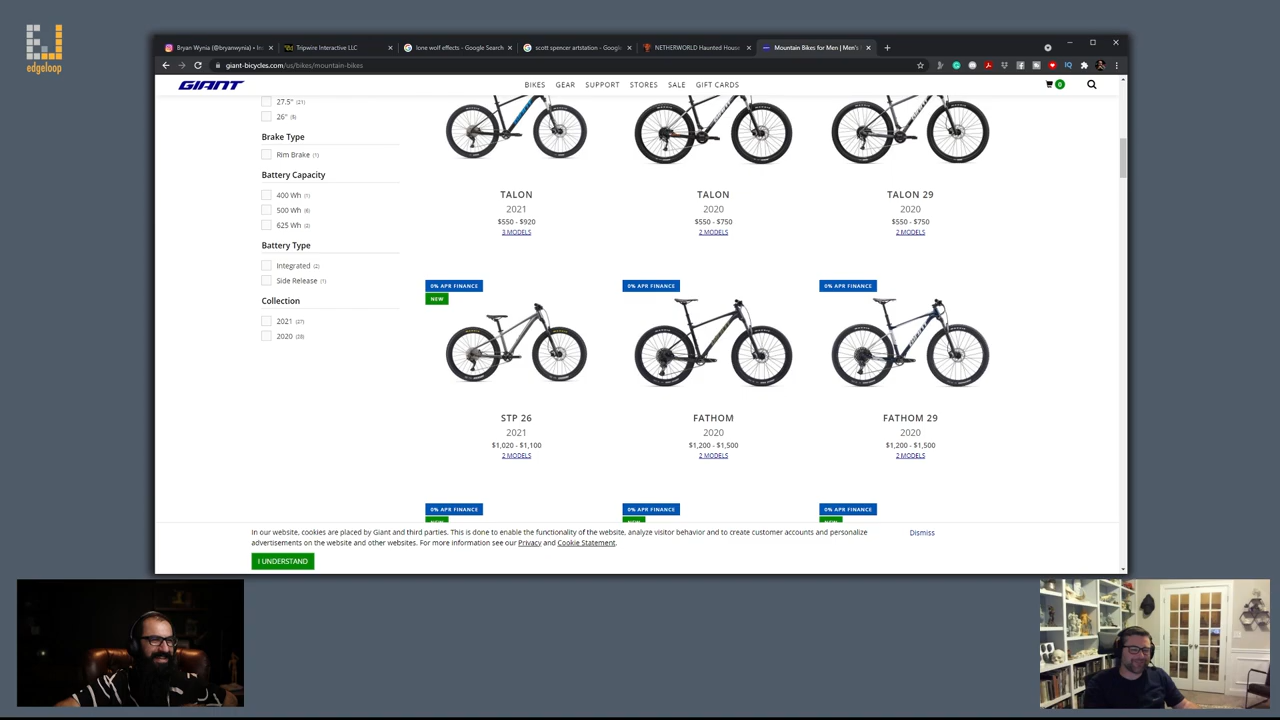 edgeloop
Bryan Wynia (@bryanwynia) • Ins
Tripwire Interactive LLC
lone wolf effects - Google Search
scott spencer artstation - Google
NETHERWORLD Haunted House
Mountain Bikes for Men | Men's
giant-bicycles.com/us/bikes/mountain-bikes
GIANT
BIKES GEAR SUPPORT STORES SALE GIFT CARDS
0
27.5" (21)
26" (8)
Brake Type
Rim Brake (1)
Battery Capacity
400 Wh (1)
500 Wh (6)
625 Wh (2)
Battery Type
Integrated (2)
Side Release (1)
Collection
2021 (27)
2020 (28)
TALON
2021
$550 - $920
3 MODELS
TALON
2020
$550 - $750
2 MODELS
TALON 29
2020
$550 - $750
2 MODELS
0% APR FINANCE
NEW
STP 26
2021
$1,020 - $1,100
2 MODELS
0% APR FINANCE
FATHOM
2020
$1,200 - $1,500
2 MODELS
0% APR FINANCE
FATHOM 29
2020
$1,200 - $1,500
2 MODELS
0% APR FINANCE
0% APR FINANCE
0% APR FINANCE
In our website, cookies are placed by Giant and third parties. This is done to enable the functionality of the website, analyze visitor behavior and to create customer accounts and personalize
advertisements on the website and other websites. For more information see our Privacy and Cookie Statement.
Dismiss
I UNDERSTAND